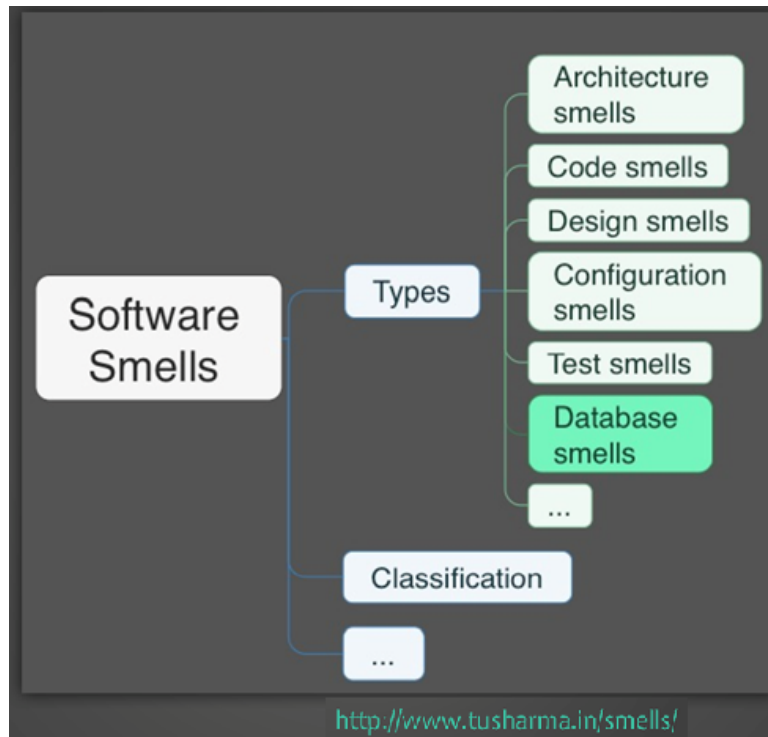 Architecture
smells
Code smells
Design smells
Types
Configuration
smells
Software
Smells
Test smells
Database
smells
...
Classification
...
http://www.tusharma.in/smells/